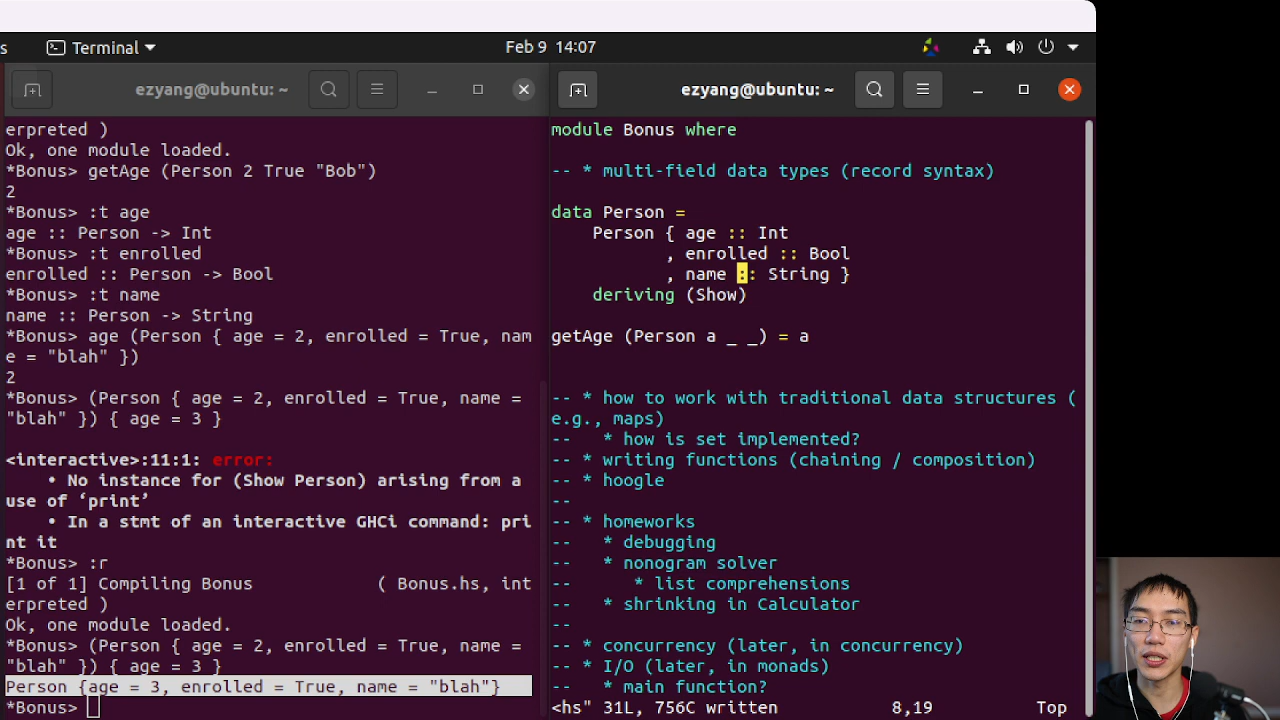 s Terminal Feb 9 14:07
ezyang@ubuntu: ~
erpreted )
Ok, one module loaded.
*Bonus> getAge (Person 2 True "Bob")
2
*Bonus> :t age
age :: Person -> Int
*Bonus> :t enrolled
enrolled :: Person -> Bool
*Bonus> :t name
name :: Person -> String
*Bonus> age (Person { age = 2, enrolled = True, nam
e = "blah" })
2
*Bonus> (Person { age = 2, enrolled = True, name =
"blah" }) { age = 3 }
<interactive>:11:1: error:
• No instance for (Show Person) arising from a
use of ‘print’
• In a stmt of an interactive GHCi command: pri
nt it
*Bonus> :r
[1 of 1] Compiling Bonus ( Bonus.hs, int
erpreted )
Ok, one module loaded.
*Bonus> (Person { age = 2, enrolled = True, name =
"blah" }) { age = 3 }
Person {age = 3, enrolled = True, name = "blah"}
*Bonus>
ezyang@ubuntu: ~
module Bonus where
-- * multi-field data types (record syntax)
data Person =
Person { age :: Int
, enrolled :: Bool
, name :: String }
deriving (Show)
getAge (Person a _ _) = a
-- * how to work with traditional data structures (
e.g., maps)
-- * how is set implemented?
-- * writing functions (chaining / composition)
-- * hoogle
--
-- * homeworks
-- * debugging
-- * nonogram solver
-- * list comprehensions
-- * shrinking in Calculator
--
-- * concurrency (later, in concurrency)
-- * I/O (later, in monads)
-- * main function?
<hs" 31L, 756C written 8,19 Top